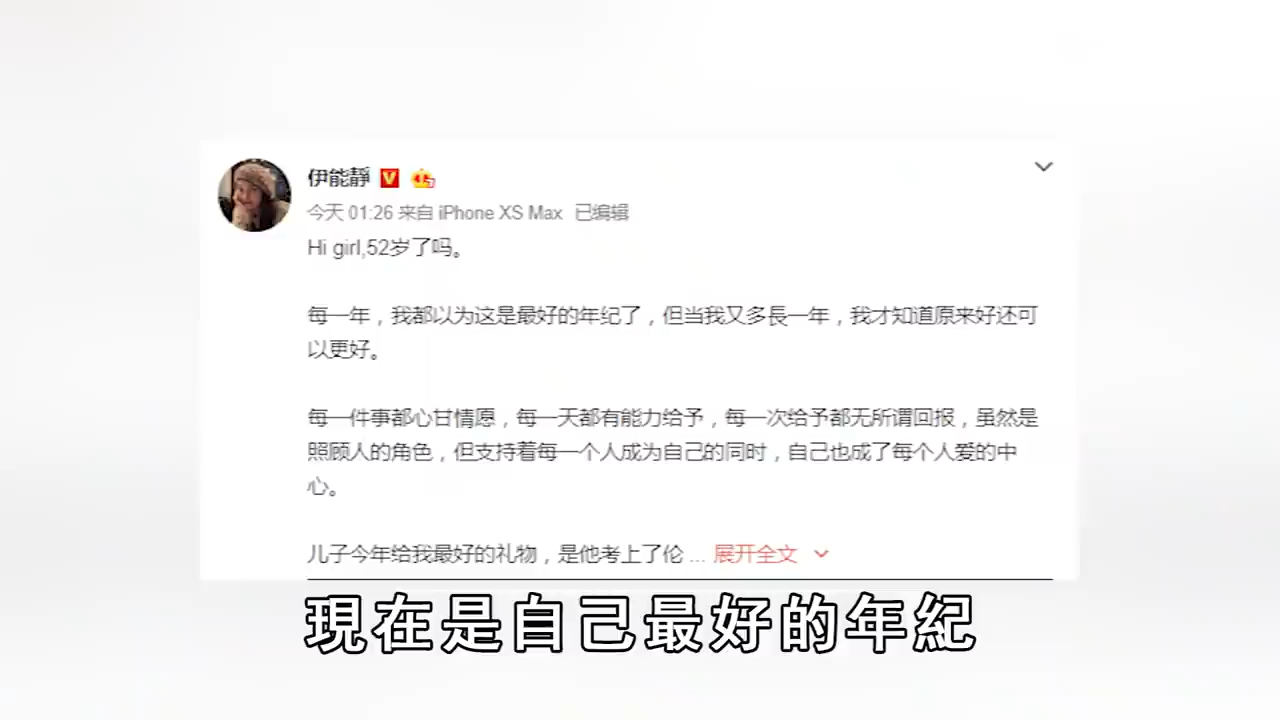 伊能靜
今天 01:26 来自 iPhone XS Max 已编辑
Hi girl,52岁了吗。
每一年，我都以为这是最好的年纪了，但当我又多長一年，我才知道原来好还可
以更好。
每一件事都心甘情愿，每一天都有能力给予，每一次给予都无所谓回报，虽然是
照顾人的角色，但支持着每一个人成为自己的同时，自己也成了每个人爱的中
心。
儿子今年给我最好的礼物，是他考上了伦 ... 展开全文
現在是自己最好的年紀